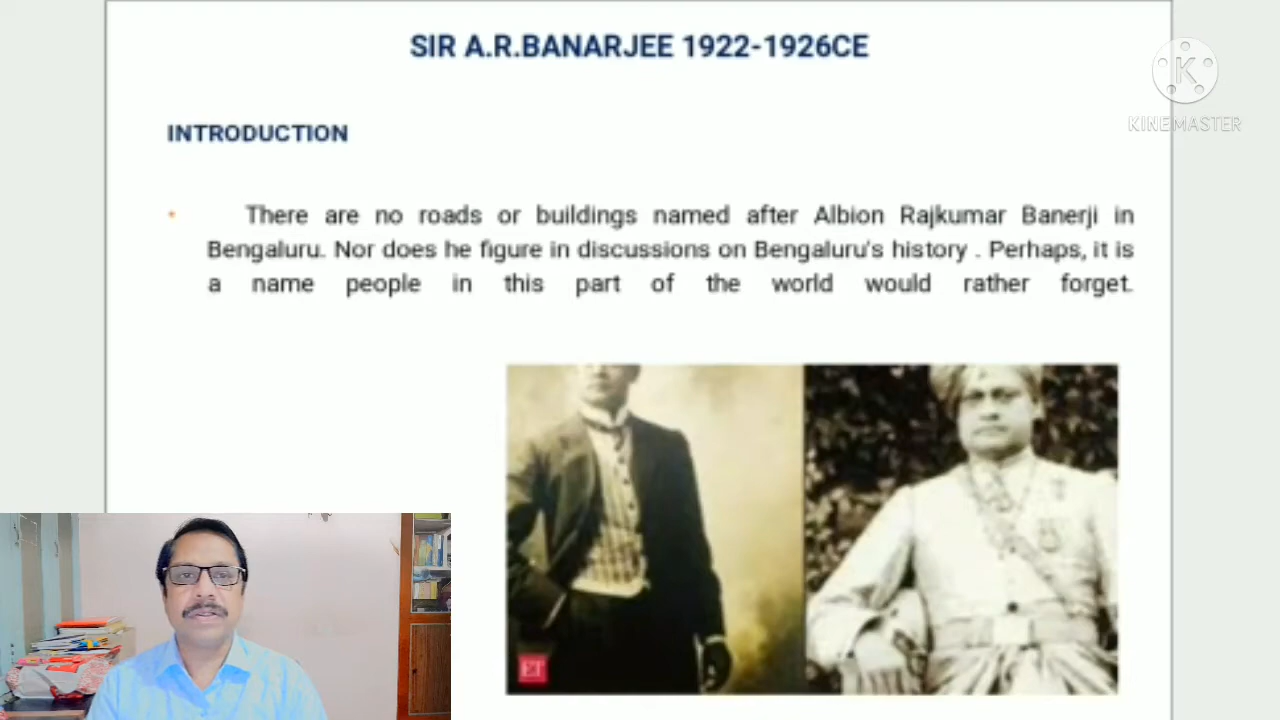 SIR A.R.BANARJEE 1922-1926CE
KINEMASTER
INTRODUCTION
There are no roads or buildings named after Albion Rajkumar Banerji in
Bengaluru. Nor does he figure in discussions on Bengaluru's history . Perhaps, it is
a name people in this part of the world would rather forget.
ET